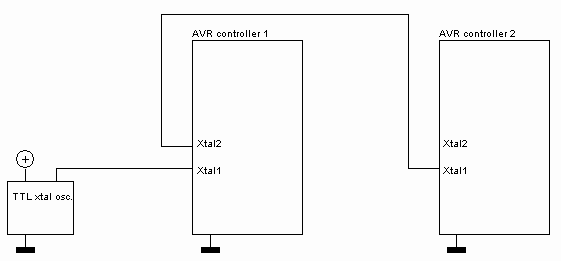 AVR controller 1
AVR controller 2
Xtal2
Xtal2
Xtal1
Xtal1
+
TTL xtal osc.